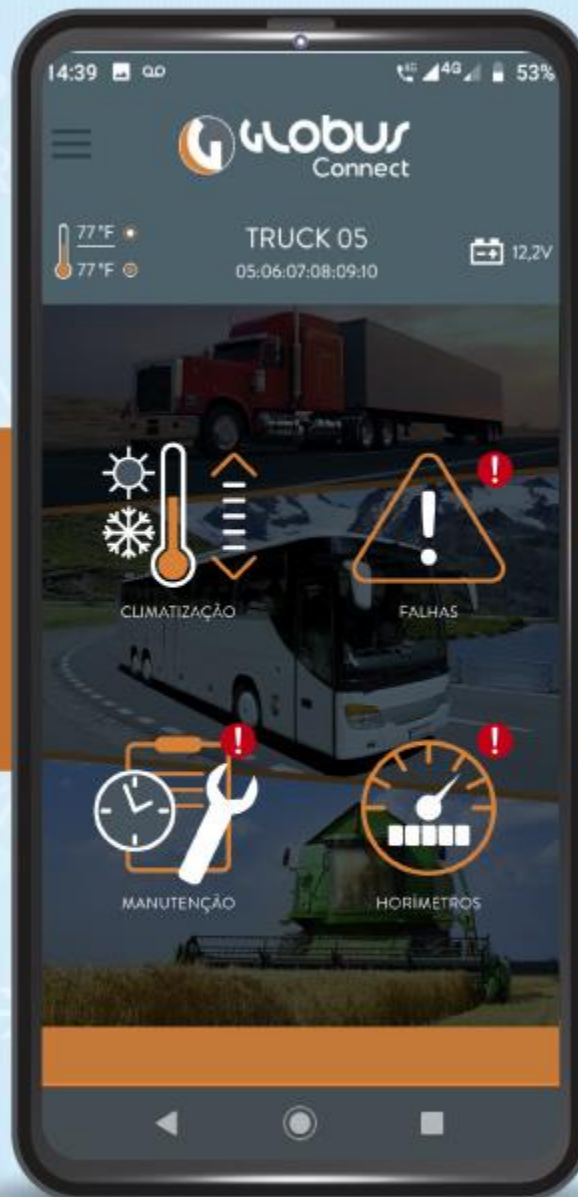 14:39 53%
GLOBUS
Connect
77°F
TRUCK 05
12,2V
77°F
05:06:07:08:09:10
CLIMATIZAÇÃO
FALHAS
MANUTENÇÃO
HORÍMETROS